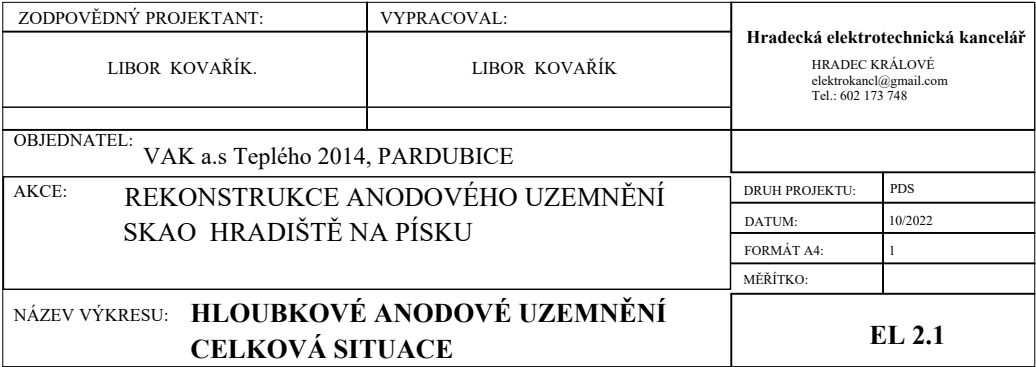 ZODPOVĚDNÝ PROJEKTANT:
VYPRACOVAL:
LIBOR KOVAŘÍK.
LIBOR KOVAŘÍK
Hradecká elektrotechnická kancelář
HRADEC KRÁLOVÉ
elektrokancl@gmail.com
Tel.: 602 173 748
OBJEDNATEL:
VAK a.s Teplého 2014, PARDUBICE
AKCE:
REKONSTRUKCE ANODOVÉHO UZEMNĚNÍ
SKAO HRADIŠTĚ NA PÍSKU
DRUH PROJEKTU: PDS
DATUM: 10/2022
FORMÁT A4: 1
MĚŘÍTKO:
NÁZEV VÝKRESU: HLOUBKOVÉ ANODOVÉ UZEMNĚNÍ
CELKOVÁ SITUACE
EL 2.1